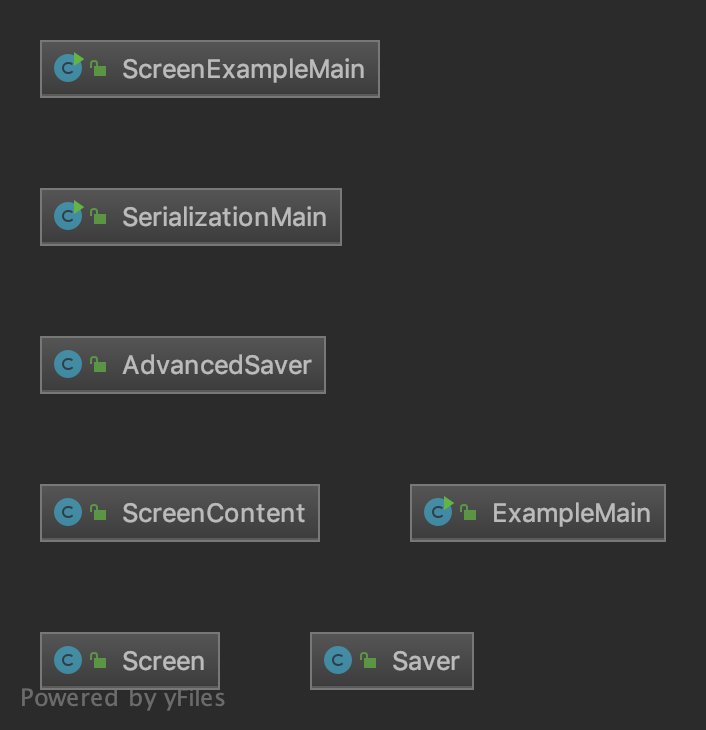 ScreenExampleMain
SerializationMain
AdvancedSaver
ScreenContent
ExampleMain
Screen
Saver
Powered by yFiles